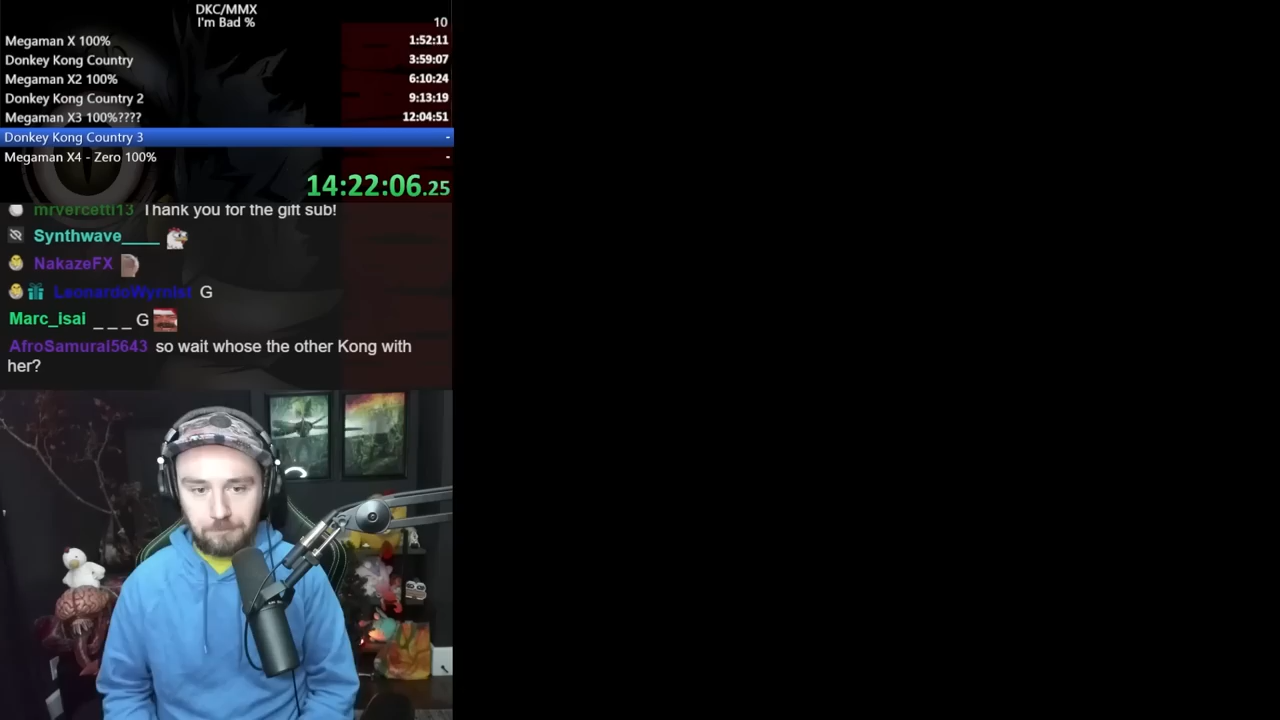 DKC/MMX
I'm Bad %
10
Megaman X 100% 1:52:11
Donkey Kong Country 3:59:07
Megaman X2 100% 6:10:24
Donkey Kong Country 2 9:13:19
Megaman X3 100%???? 12:04:51
Donkey Kong Country 3 -
Megaman X4 - Zero 100% -
14:22:06.25
mrvercetti13 Thank you for the gift sub!
Synthwave____
NakazeFX
LeonardoWyrnist G
Marc_isai _ _ _ G
AfroSamurai5643 so wait whose the other Kong with
her?